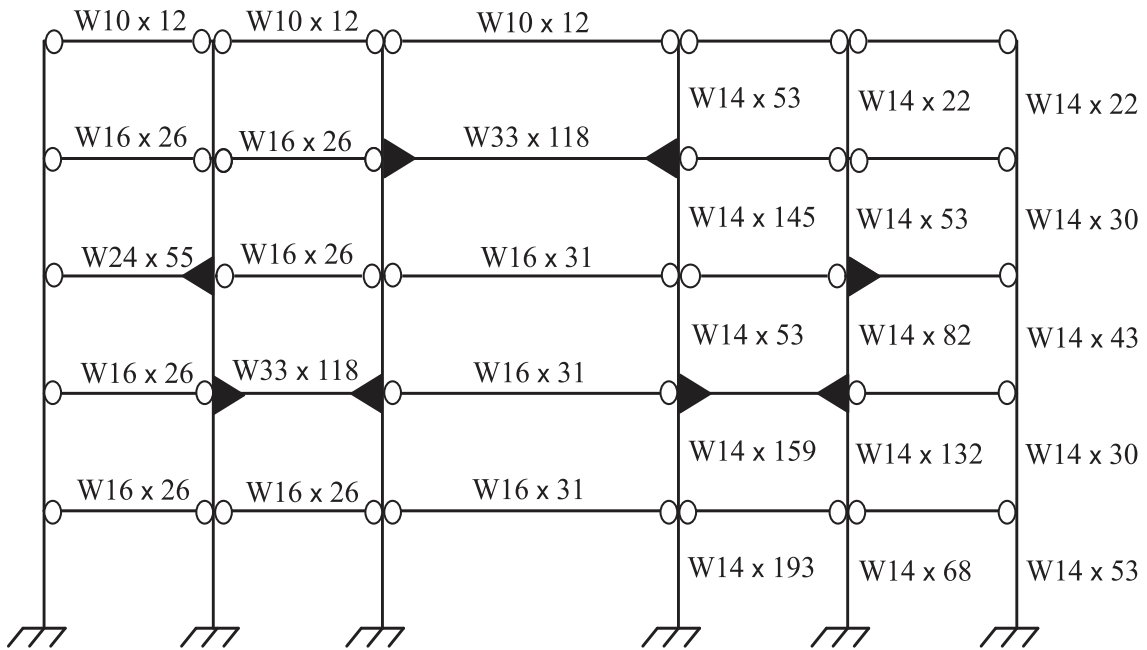 W10 x 12 W10 x 12 W10 x 12
W14 x 53 W14 x 22 W14 x 22
W16 x 26 W16 x 26 W33 x 118
W14 x 145 W14 x 53 W14 x 30
W24 x 55 W16 x 26 W16 x 31
W14 x 53 W14 x 82 W14 x 43
W16 x 26 W33 x 118 W16 x 31
W14 x 159 W14 x 132 W14 x 30
W16 x 26 W16 x 26 W16 x 31
W14 x 193 W14 x 68 W14 x 53